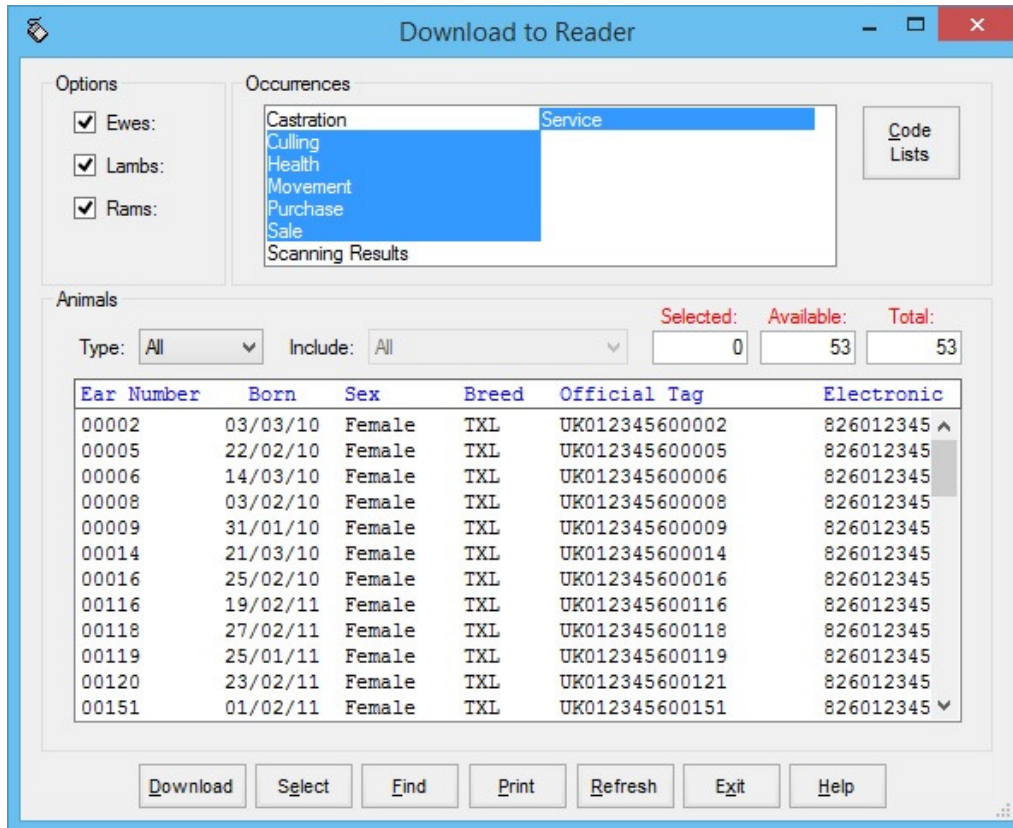 Download to Reader
Options
Ewes:
Lambs:
Rams:
Occurrences
Castration
Culling
Health
Movement
Purchase
Sale
Scanning Results
Service
Code
Lists
Animals
Type: All Include: All
Selected: Available: Total:
0 53 53
Ear Number Born Sex Breed Official Tag Electronic
00002 03/03/10 Female TXL UK012345600002 826012345
00005 22/02/10 Female TXL UK012345600005 826012345
00006 14/03/10 Female TXL UK012345600006 826012345
00008 03/02/10 Female TXL UK012345600008 826012345
00009 31/01/10 Female TXL UK012345600009 826012345
00014 21/03/10 Female TXL UK012345600014 826012345
00016 25/02/10 Female TXL UK012345600016 826012345
00116 19/02/11 Female TXL UK012345600116 826012345
00118 27/02/11 Female TXL UK012345600118 826012345
00119 25/01/11 Female TXL UK012345600119 826012345
00120 23/02/11 Female TXL UK012345600121 826012345
00151 01/02/11 Female TXL UK012345600151 826012345
Download Select Find Print Refresh Exit Help